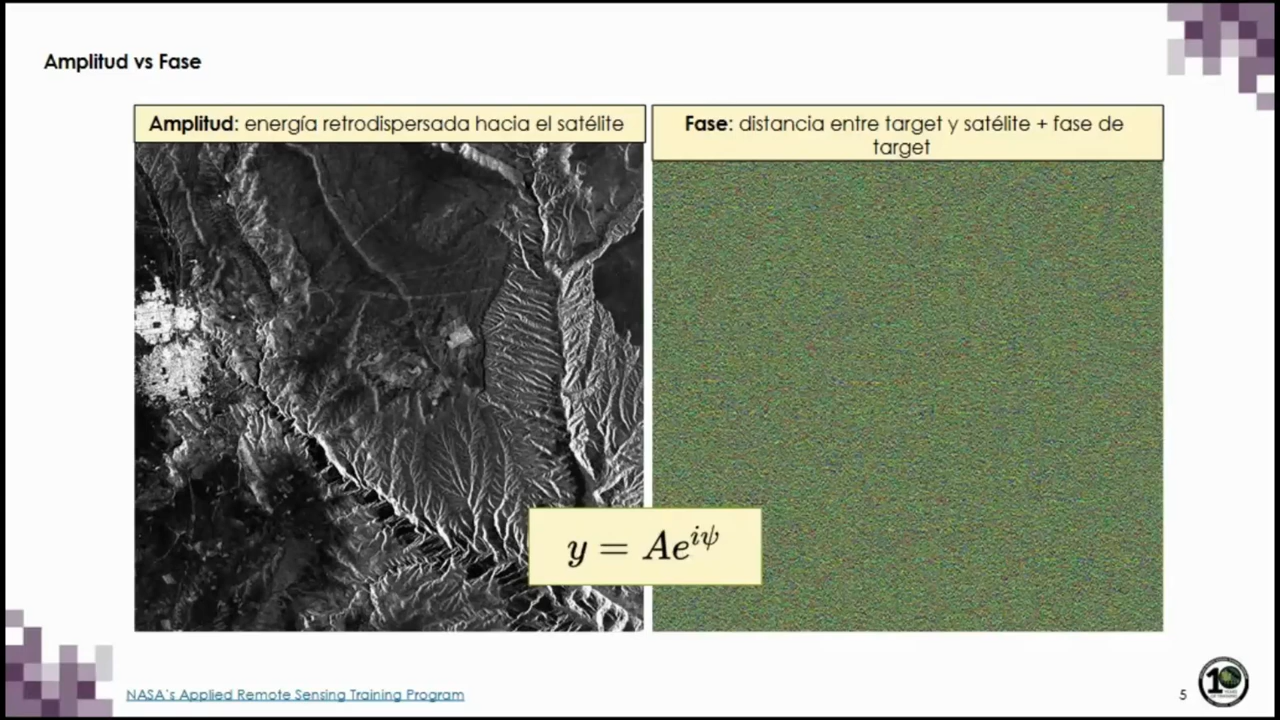 Amplitud vs Fase
Amplitud: energía retrodispersada hacia el satélite
Fase: distancia entre target y satélite + fase de
target
y = Ae^{iψ}
NASA's Applied Remote Sensing Training Program
5
10